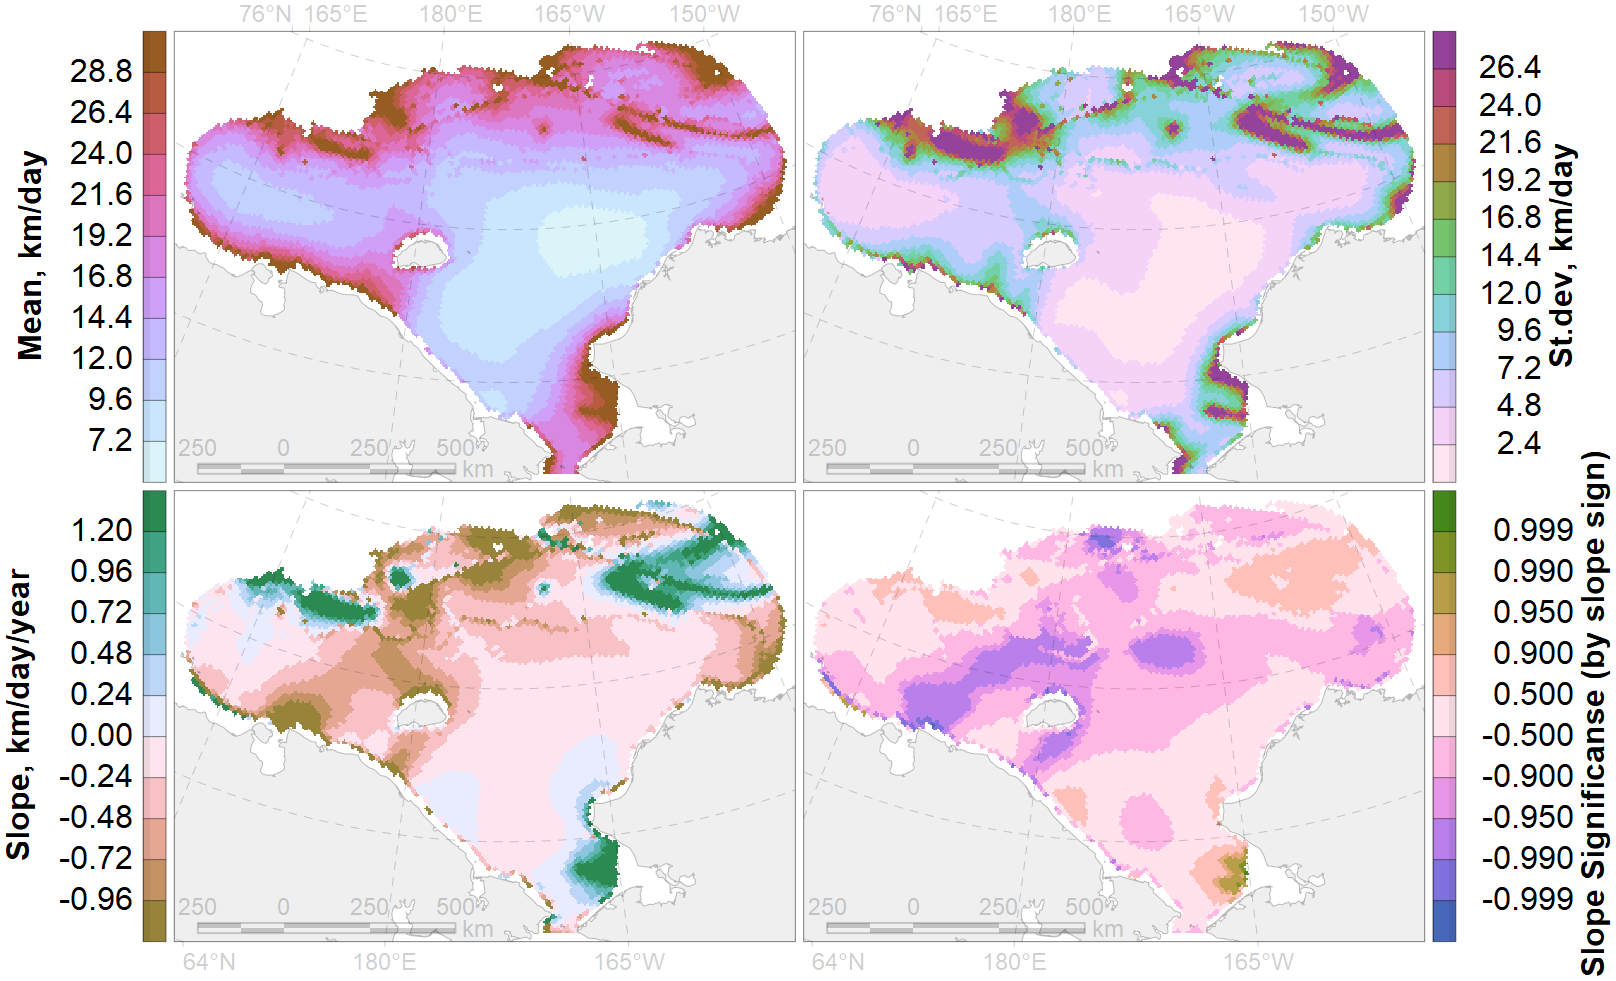 76°N 165°E 180°E 165°W 150°W
76°N 165°E 180°E 165°W 150°W
Mean, km/day
28.8
26.4
24.0
21.6
19.2
16.8
14.4
12.0
9.6
7.2
250 0 250 500
km
250 0 250 500
km
26.4
24.0
21.6
19.2
16.8
14.4
12.0
9.6
7.2
4.8
2.4
St.dev, km/day
Slope, km/day/year
1.20
0.96
0.72
0.48
0.24
0.00
-0.24
-0.48
-0.72
-0.96
250 0 250 500
km
250 0 250 500
km
0.999
0.990
0.950
0.900
0.500
-0.500
-0.900
-0.950
-0.990
-0.999
Slope Significanse (by slope sign)
64°N 180°E 165°W
64°N 180°E 165°W